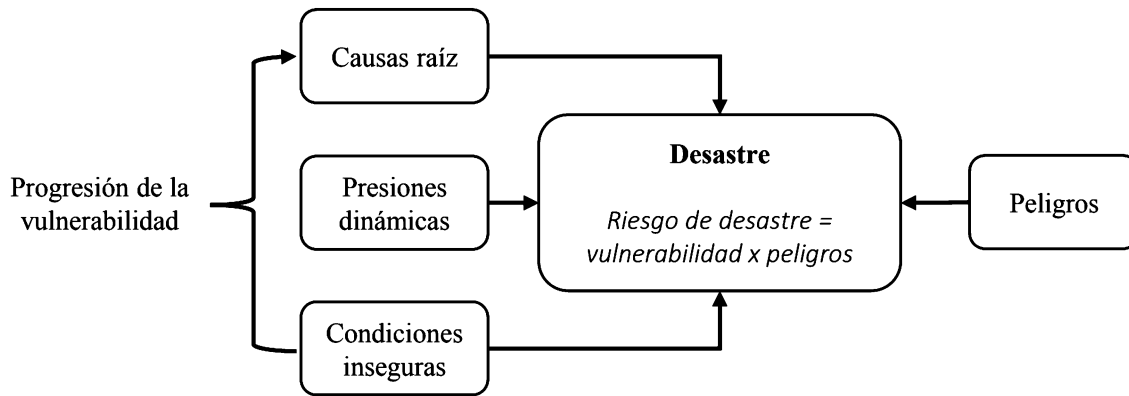 Causas raíz
Progresión de la
vulnerabilidad
Presiones
dinámicas
Condiciones
inseguras
Desastre
Riesgo de desastre =
vulnerabilidad x peligros
Peligros